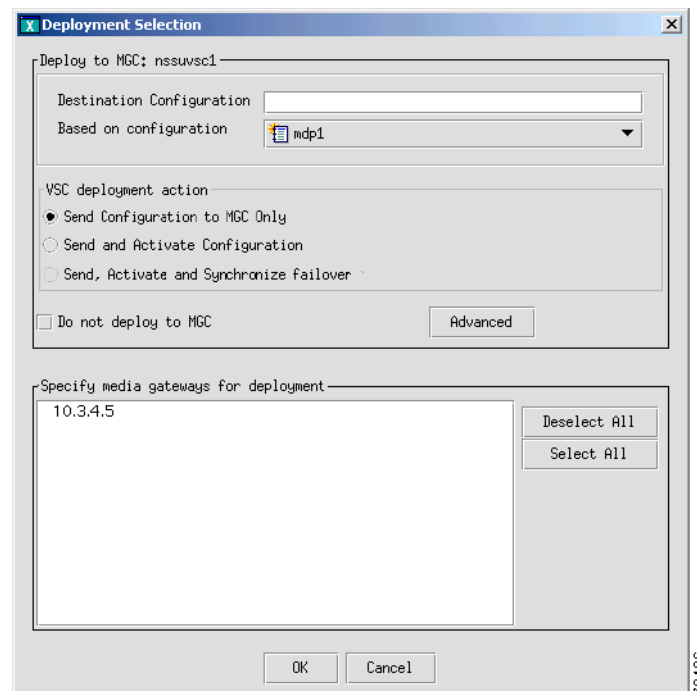 Deployment Selection
Deploy to MGC: nssuvsc1
Destination Configuration
Based on configuration
mdp1
VSC deployment action
Send Configuration to MGC Only
Send and Activate Configuration
Send, Activate and Synchronize failover
Do not deploy to MGC
Advanced
Specify media gateways for deployment
10.3.4.5
Deselect All
Select All
OK
Cancel